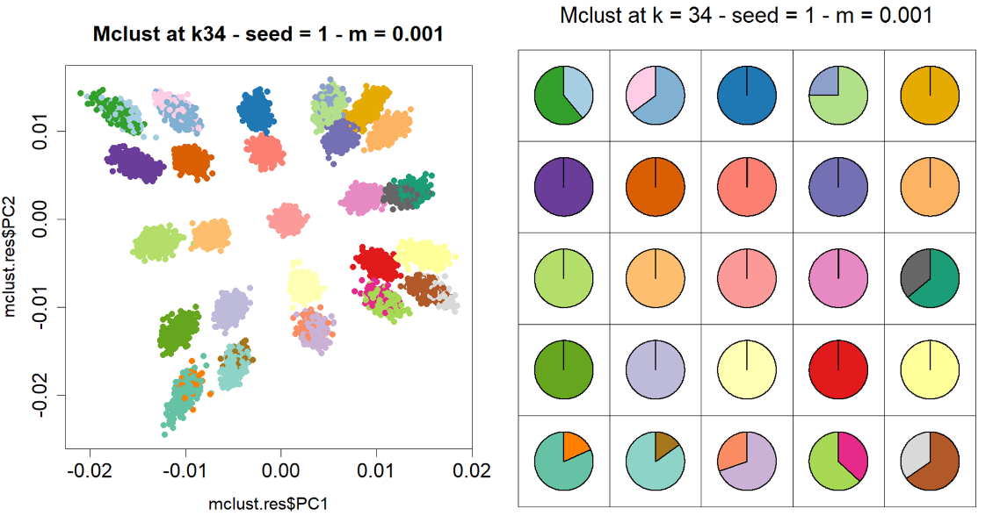 Mclust at k34 - seed = 1 - m = 0.001
Mclust at k = 34 - seed = 1 - m = 0.001
mclust.res$PC2
0.01
0.00
-0.01
-0.02
-0.02
-0.01
0.00
0.01
0.02
mclust.res$PC1